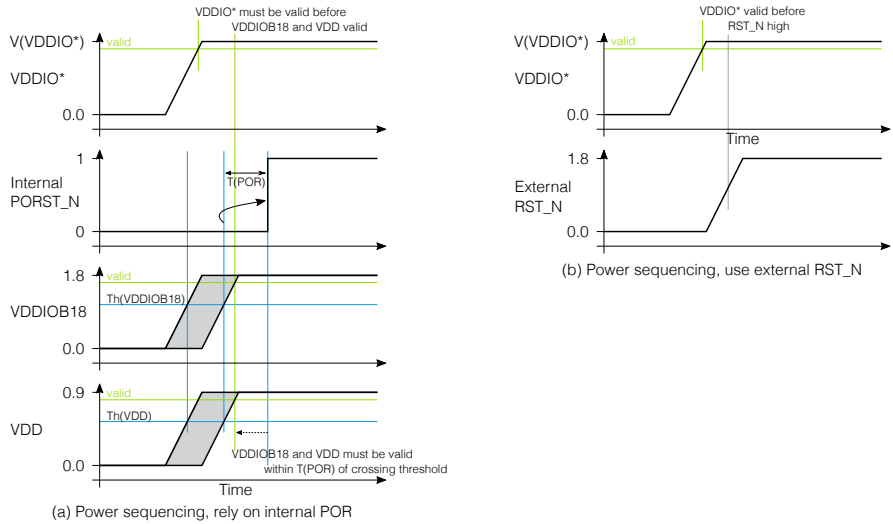 VDDIO* must be valid before
VDDIOB18 and VDD valid
V(VDDIO*)
valid
VDDIO*
0.0
1
Internal
PORST_N
T(POR)
0
1.8
valid
Th(VDDIOB18)
VDDIOB18
0.0
0.9
valid
Th(VDD)
VDD
VDDIOB18 and VDD must be valid
within T(POR) of crossing threshold
0.0
Time
(a) Power sequencing, rely on internal POR
VDDIO* valid before
RST_N high
V(VDDIO*)
valid
VDDIO*
0.0
Time
1.8
External
RST_N
0.0
(b) Power sequencing, use external RST_N